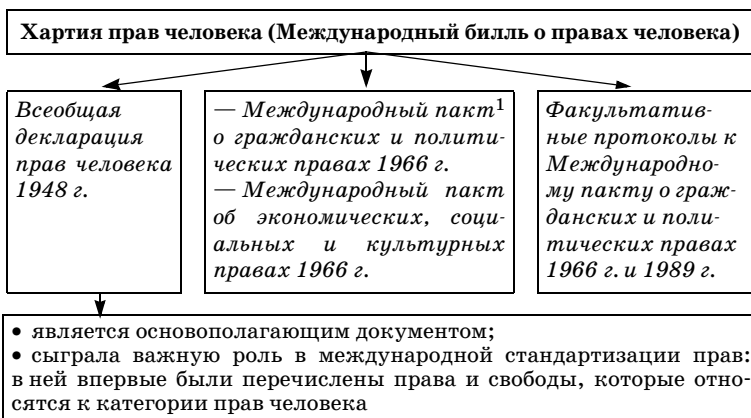 Хартия прав человека (Международный билль о правах человека)
Всеобщая
декларация
прав человека
1948 г.
— Международный пакт¹
о гражданских и полити-
ческих правах 1966 г.
— Международный пакт
об экономических, соци-
альных и культурных
правах 1966 г.
Факультатив-
ные протоколы к
Международно-
му пакту о граж-
данских и поли-
тических правах
1966 г. и 1989 г.
• является основополагающим документом;
• сыграла важную роль в международной стандартизации прав:
в ней впервые были перечислены права и свободы, которые отно-
сятся к категории прав человека